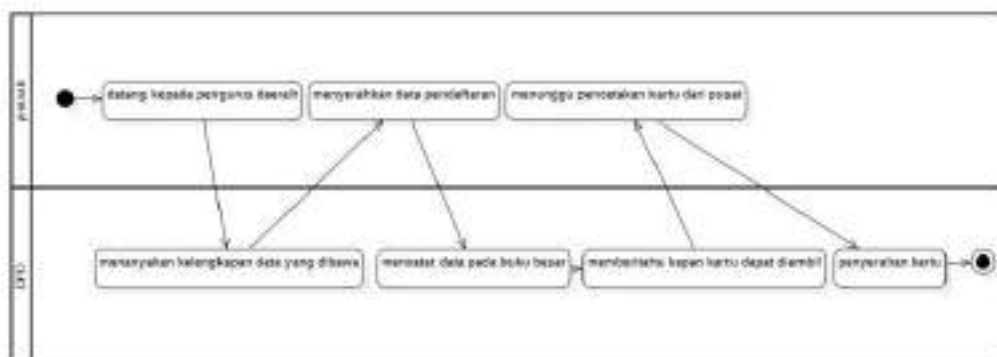 datang kepada pengurus daerah
menyerahkan data pendaftaran
menunggu pencetakan kartu dari pusat
menanyakan kelengkapan data yang dibawa
mencatat data pada buku besar
memberitahu kapan kartu dapat diambil
penyerahan kartu